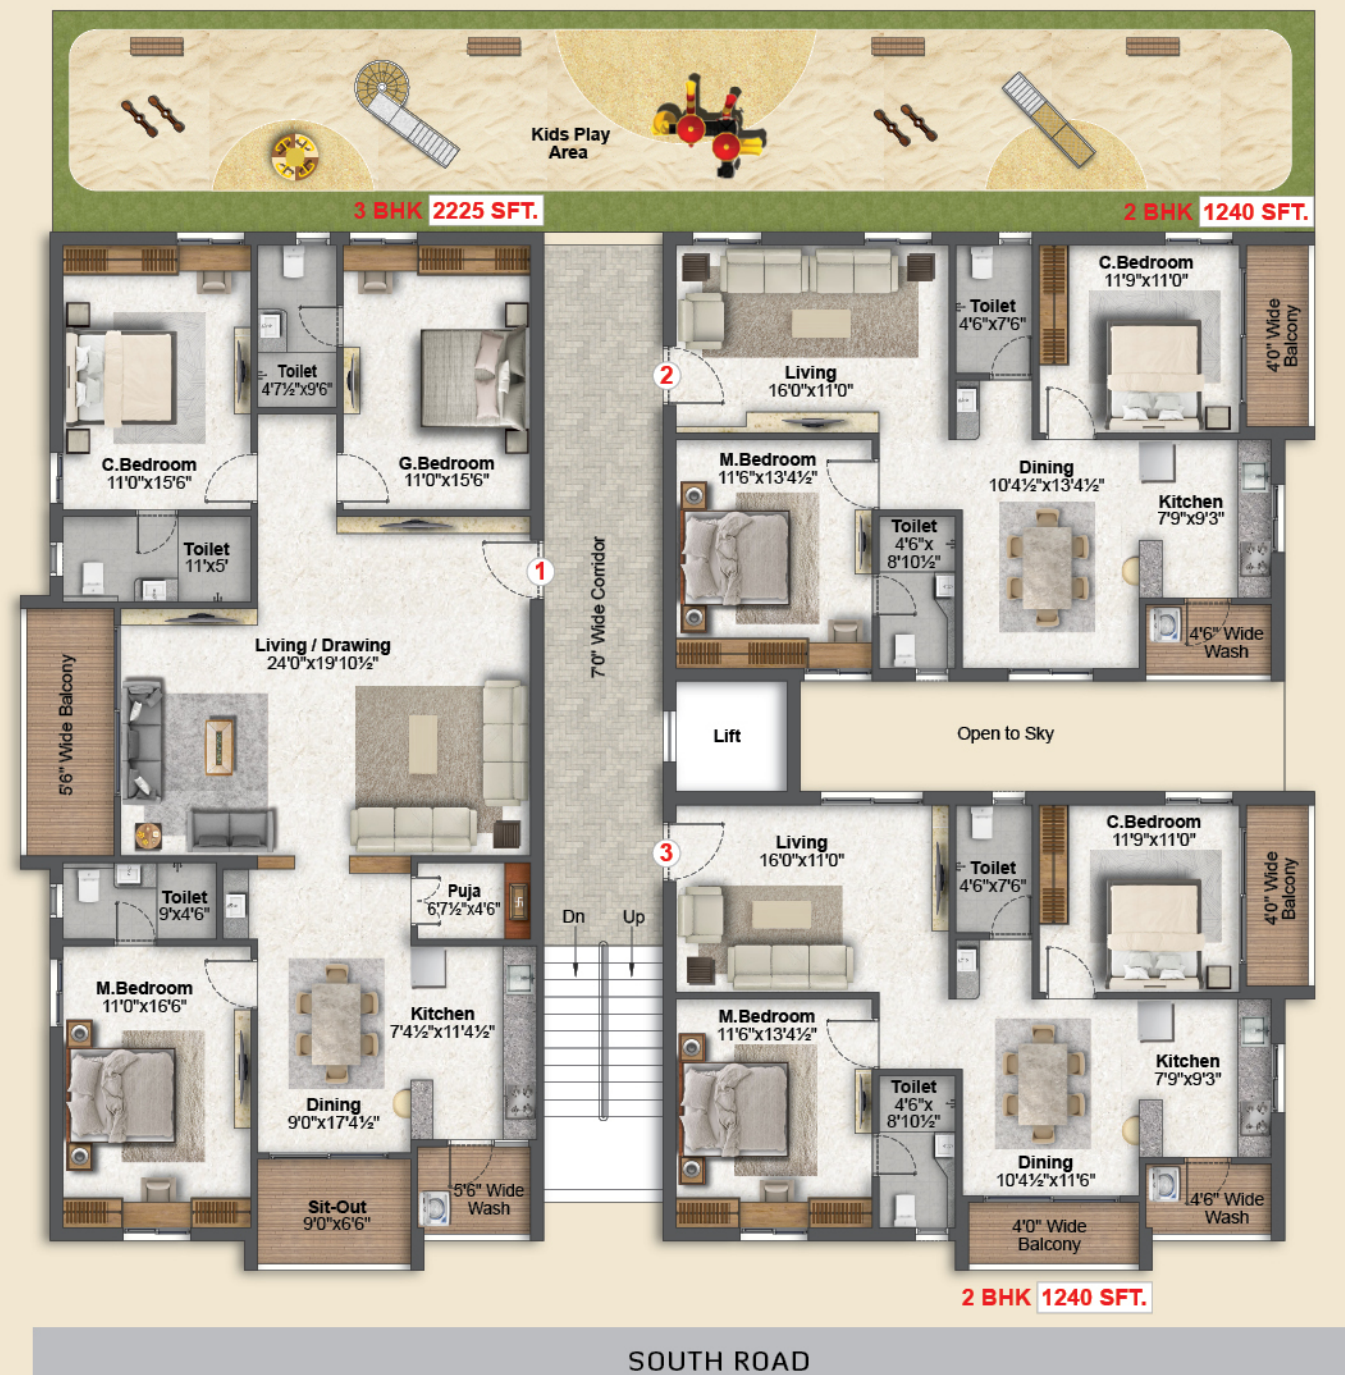 Kids Play
Area
3 BHK 2225 SFT.
2 BHK 1240 SFT.
C.Bedroom
11'0"x15'6"
Toilet
4'7½"x9'6"
G.Bedroom
11'0"x15'6"
Toilet
11'x5'
1
Living / Drawing
24'0"x19'10½"
5'6" Wide Balcony
Toilet
9'x4'6"
Puja
6'7½"x4'6"
M.Bedroom
11'0"x16'6"
Kitchen
7'4½"x11'4½"
Dining
9'0"x17'4½"
Sit-Out
9'0"x6'6"
5'6" Wide
Wash
7'0" Wide Corridor
Dn
Up
2
Living
16'0"x11'0"
Toilet
4'6"x7'6"
C.Bedroom
11'9"x11'0"
4'0" Wide
Balcony
M.Bedroom
11'6"x13'4½"
Dining
10'4½"x13'4½"
Kitchen
7'9"x9'3"
Toilet
4'6"x
8'10½"
4'6" Wide
Wash
Lift
Open to Sky
3
Living
16'0"x11'0"
Toilet
4'6"x7'6"
C.Bedroom
11'9"x11'0"
4'0" Wide
Balcony
M.Bedroom
11'6"x13'4½"
Kitchen
7'9"x9'3"
Toilet
4'6"x
8'10½"
Dining
10'4½"x11'6"
4'6" Wide
Wash
4'0" Wide
Balcony
2 BHK 1240 SFT.
SOUTH ROAD